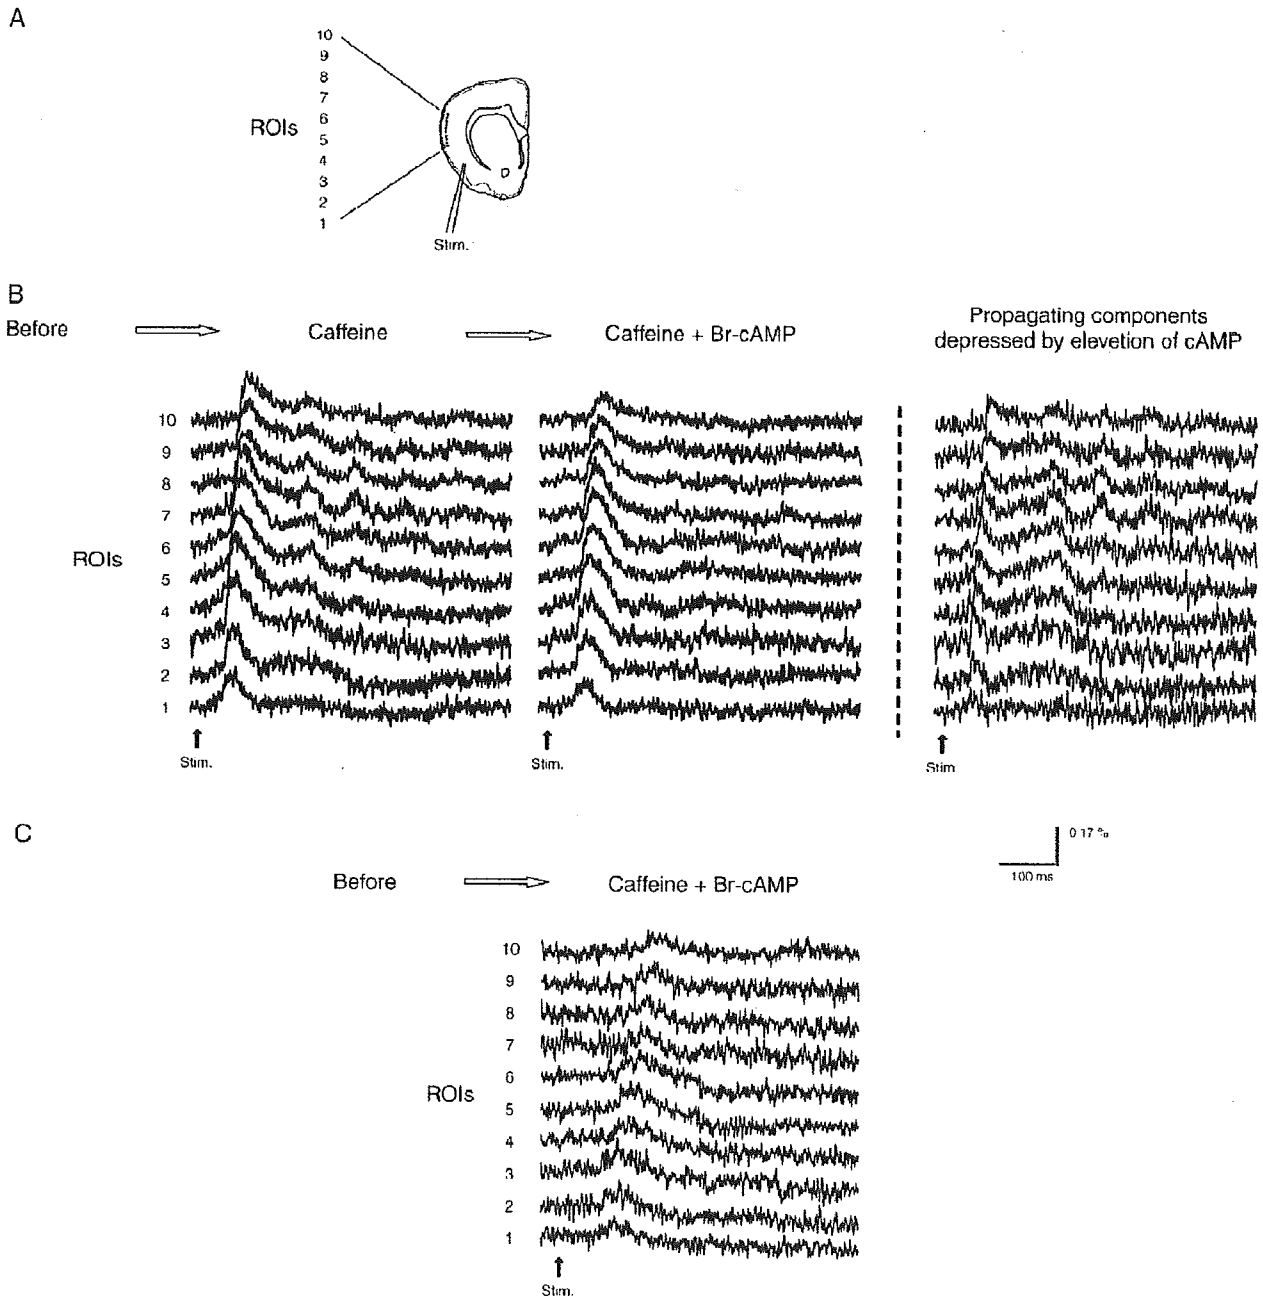 A
10
9
8
7
6
5
4
3
2
1
ROIs
Stim.
B
Before
Caffeine
Caffeine + Br-cAMP
Propagating components
depressed by elevetion of cAMP
10
9
8
7
6
5
4
3
2
1
ROIs
Stim.
Stim.
Stim
C
0 17 %
100 ms
Before
Caffeine + Br-cAMP
10
9
8
7
6
5
4
3
2
1
ROIs
Stim.